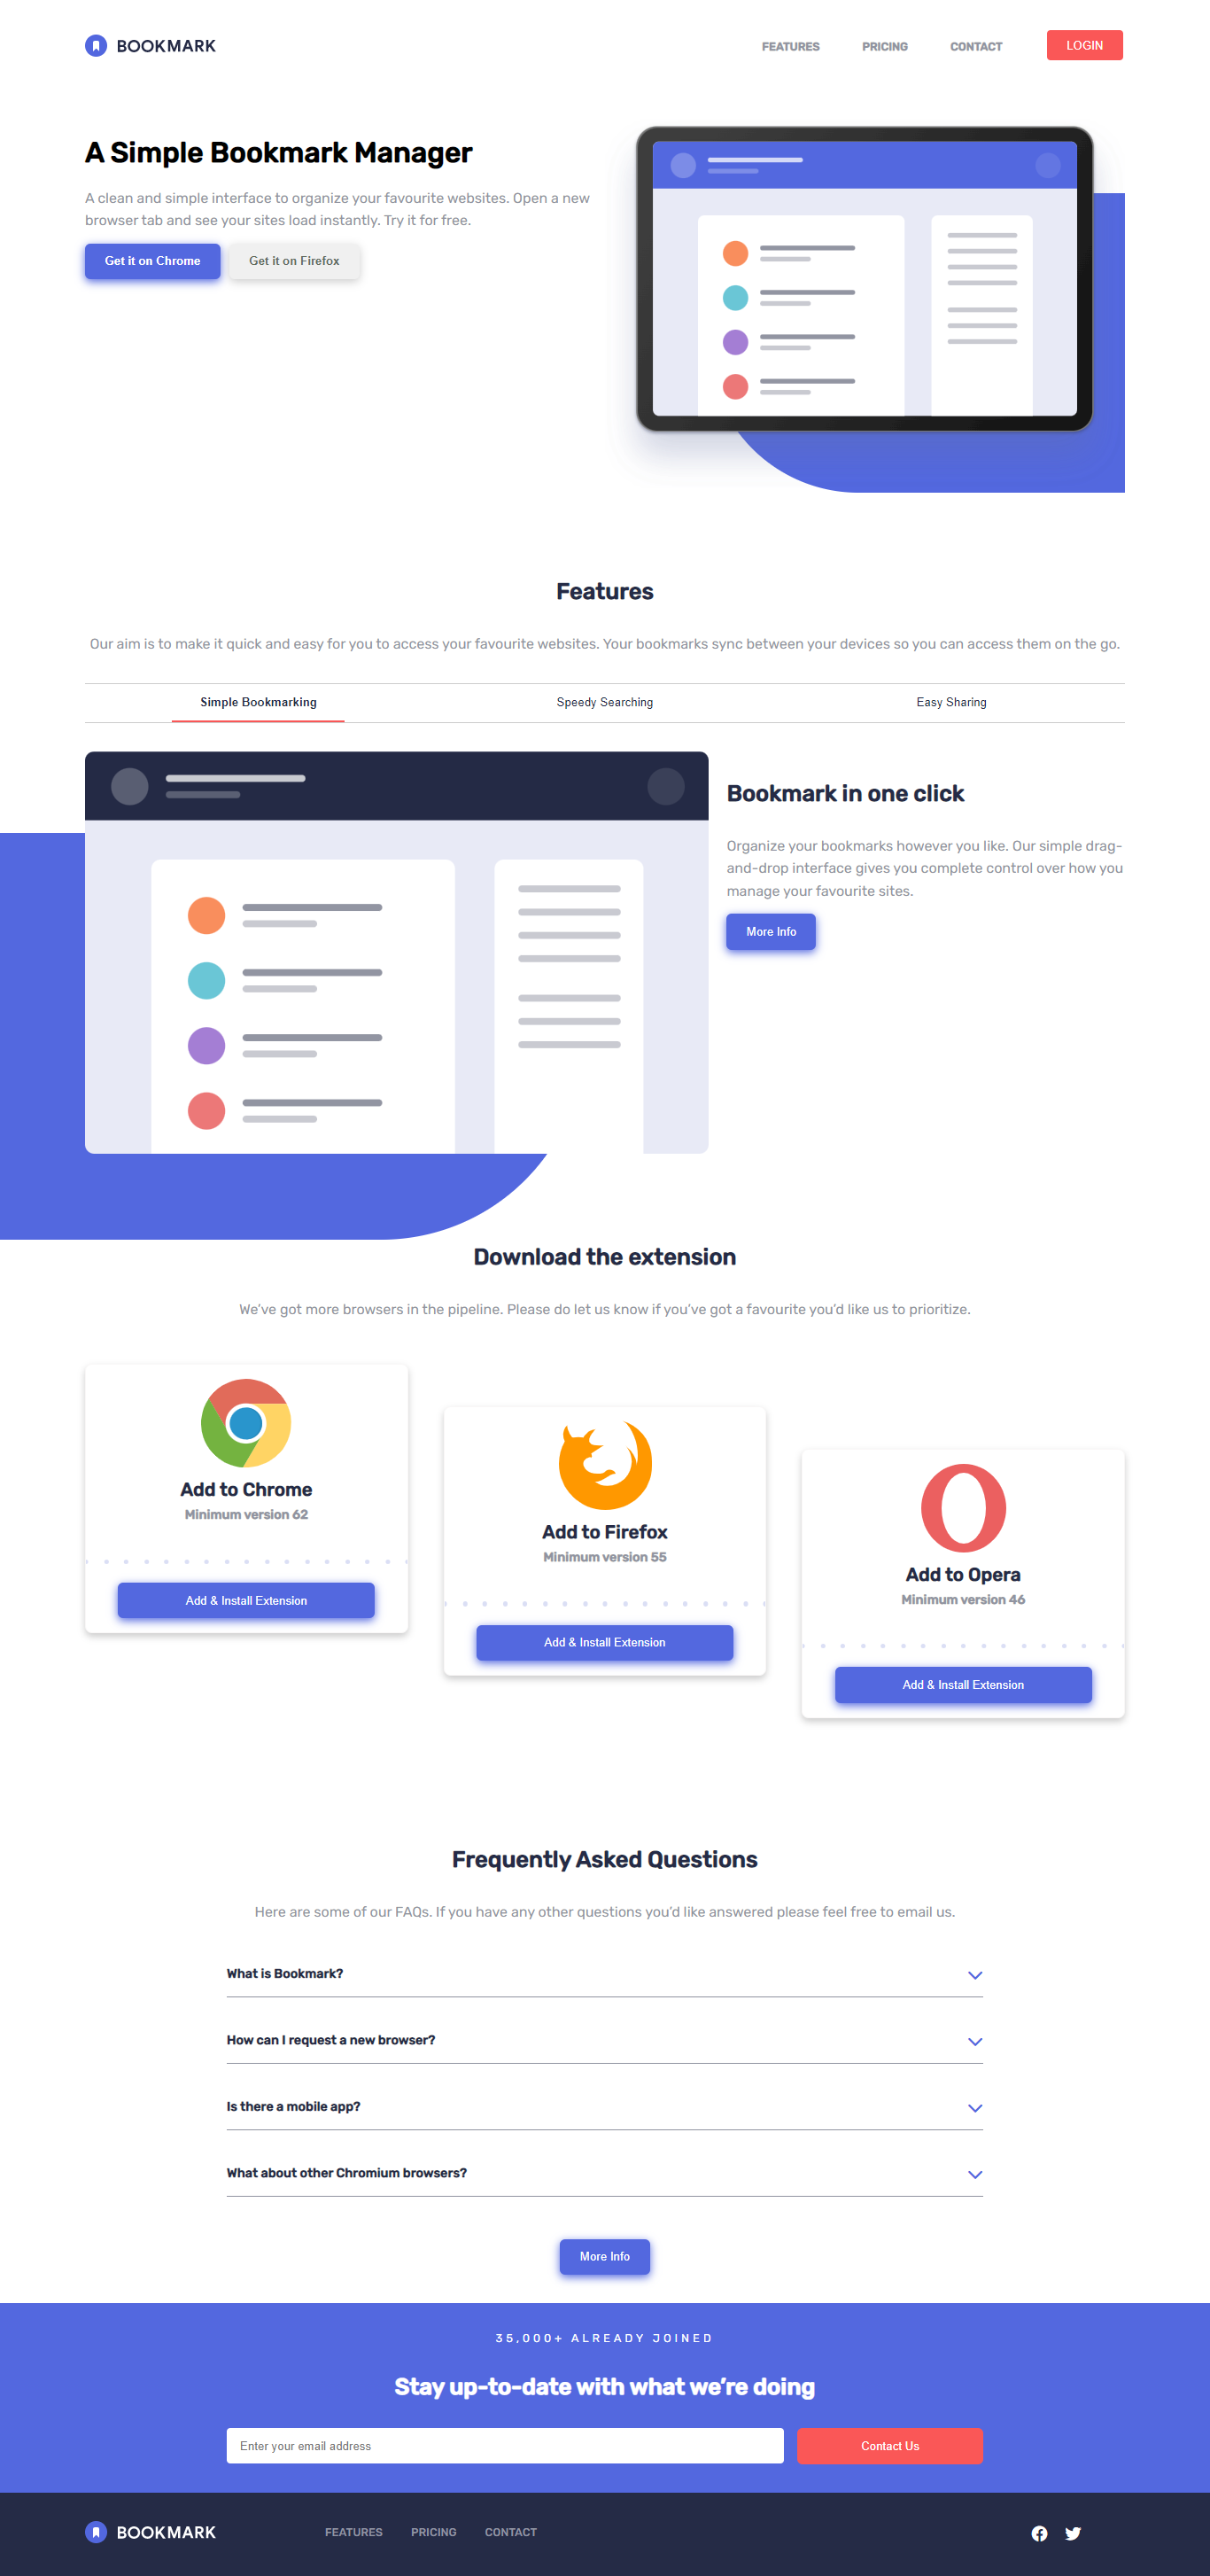 BOOKMARK
FEATURES
PRICING
CONTACT
LOGIN
A Simple Bookmark Manager
A clean and simple interface to organize your favourite websites. Open a new
browser tab and see your sites load instantly. Try it for free.
Get it on Chrome
Get it on Firefox
Features
Our aim is to make it quick and easy for you to access your favourite websites. Your bookmarks sync between your devices so you can access them on the go.
Simple Bookmarking
Speedy Searching
Easy Sharing
Bookmark in one click
Organize your bookmarks however you like. Our simple drag-
and-drop interface gives you complete control over how you
manage your favourite sites.
More Info
Download the extension
We’ve got more browsers in the pipeline. Please do let us know if you’ve got a favourite you’d like us to prioritize.
Add to Chrome
Minimum version 62
Add & Install Extension
Add to Firefox
Minimum version 55
Add & Install Extension
Add to Opera
Minimum version 46
Add & Install Extension
Frequently Asked Questions
Here are some of our FAQs. If you have any other questions you’d like answered please feel free to email us.
What is Bookmark?
How can I request a new browser?
Is there a mobile app?
What about other Chromium browsers?
More Info
35,000+ ALREADY JOINED
Stay up-to-date with what we’re doing
Enter your email address
Contact Us
BOOKMARK
FEATURES
PRICING
CONTACT